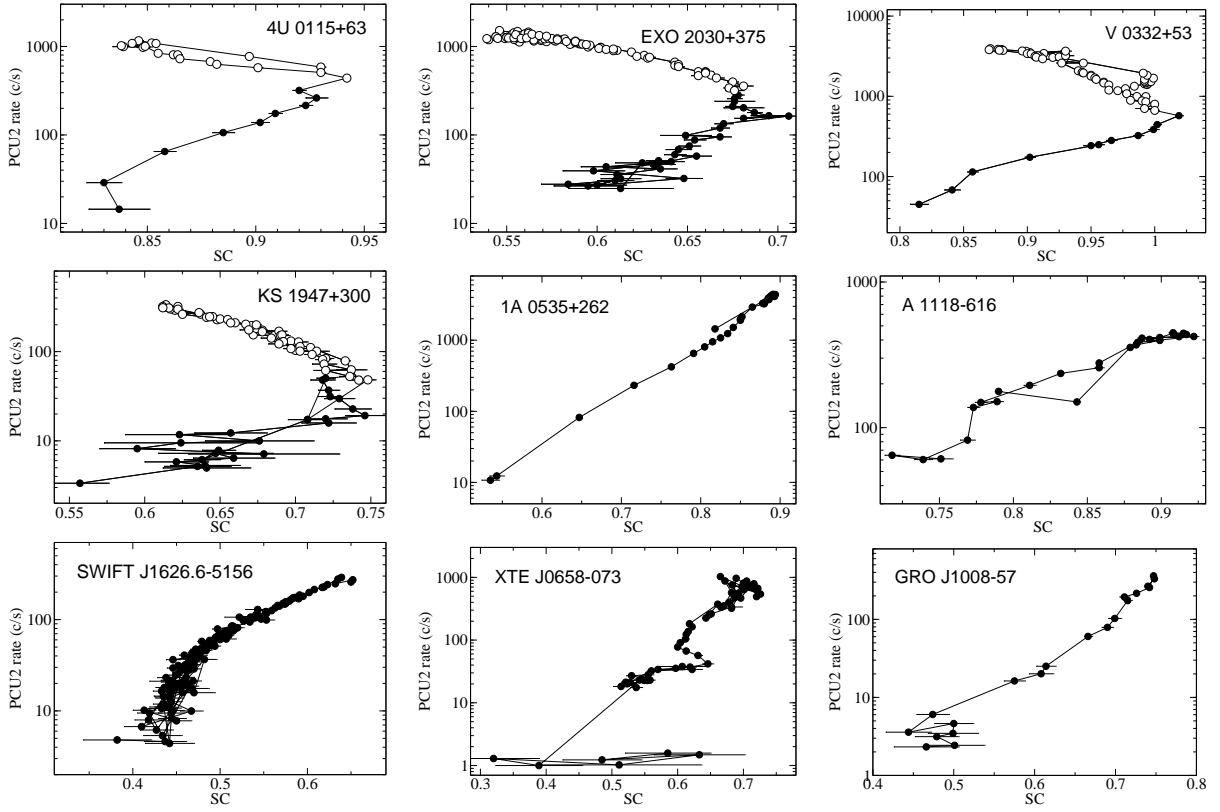 4U 0115+63
PCU2 rate (c/s)
1000
100
10
0.85
0.9
0.95
SC
EXO 2030+375
PCU2 rate (c/s)
1000
100
10
0.55
0.6
0.65
0.7
SC
V 0332+53
PCU2 rate (c/s)
10000
1000
100
0.8
0.85
0.9
0.95
1
SC
KS 1947+300
PCU2 rate (c/s)
100
10
0.55
0.6
0.65
0.7
0.75
SC
1A 0535+262
PCU2 rate (c/s)
1000
100
10
0.6
0.7
0.8
0.9
SC
A 1118-616
PCU2 rate (c/s)
1000
100
0.75
0.8
0.85
0.9
SC
SWIFT J1626.6-5156
PCU2 rate (c/s)
100
10
0.4
0.5
0.6
SC
XTE J0658-073
PCU2 rate (c/s)
1000
100
10
1
0.3
0.4
0.5
0.6
0.7
SC
GRO J1008-57
PCU2 rate (c/s)
1000
100
10
1
0.4
0.5
0.6
0.7
0.8
SC